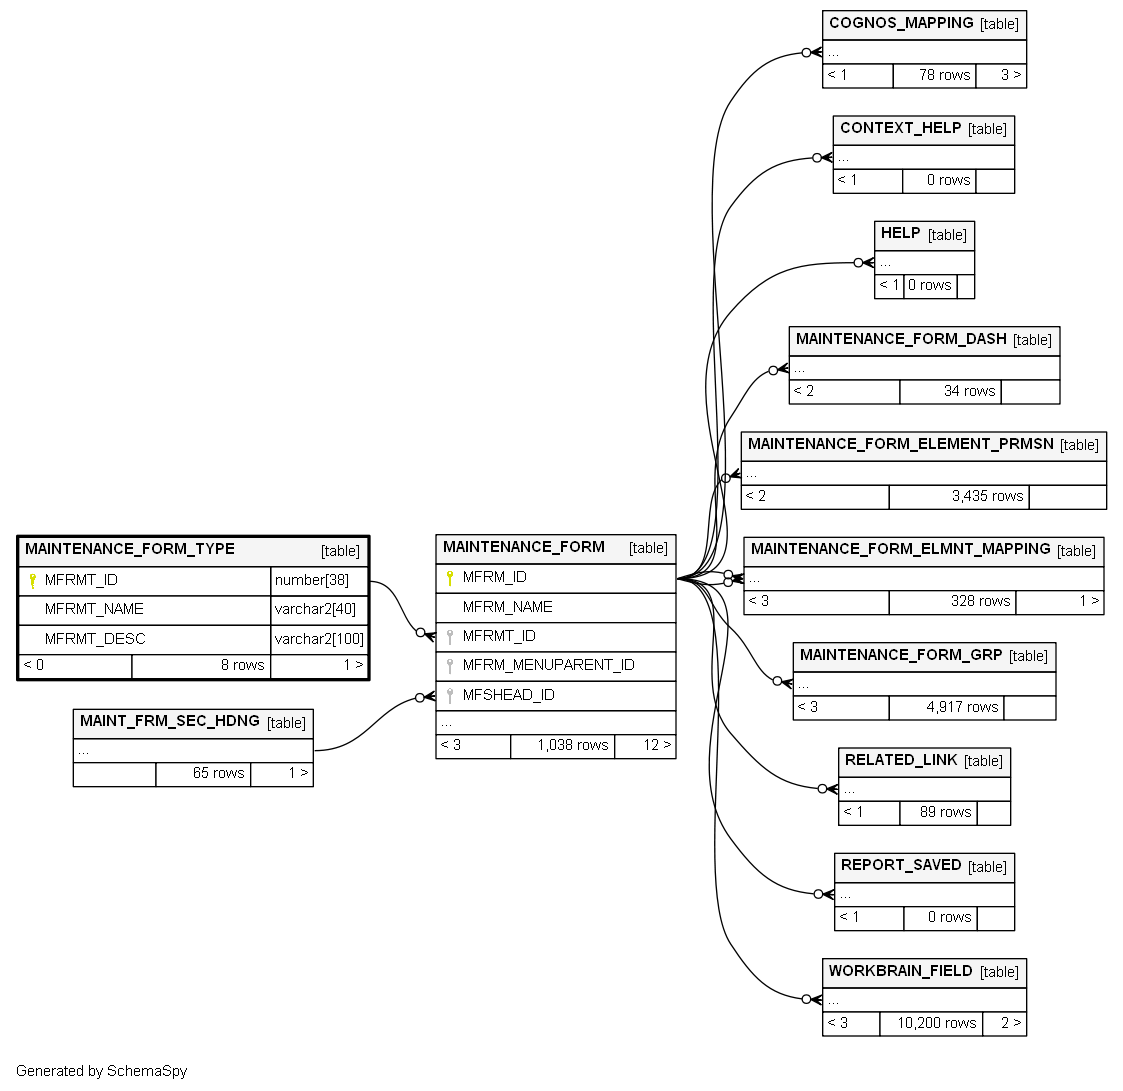 COGNOS_MAPPING [table]
...
< 1 78 rows 3 >
CONTEXT_HELP [table]
...
< 1 0 rows
HELP [table]
...
< 1 0 rows
MAINTENANCE_FORM_DASH [table]
...
< 2 34 rows
MAINTENANCE_FORM_ELEMENT_PRMSN [table]
...
< 2 3,435 rows
MAINTENANCE_FORM_TYPE [table]
MFRMT_ID number[38]
MFRMT_NAME varchar2[40]
MFRMT_DESC varchar2[100]
< 0 8 rows 1 >
MAINT_FRM_SEC_HDNG [table]
...
65 rows 1 >
MAINTENANCE_FORM [table]
MFRM_ID
MFRM_NAME
MFRMT_ID
MFRM_MENUPARENT_ID
MFSHEAD_ID
...
< 3 1,038 rows 12 >
MAINTENANCE_FORM_ELMNT_MAPPING [table]
...
< 3 328 rows 1 >
MAINTENANCE_FORM_GRP [table]
...
< 3 4,917 rows
RELATED_LINK [table]
...
< 1 89 rows
REPORT_SAVED [table]
...
< 1 0 rows
WORKBRAIN_FIELD [table]
...
< 3 10,200 rows 2 >
Generated by SchemaSpy